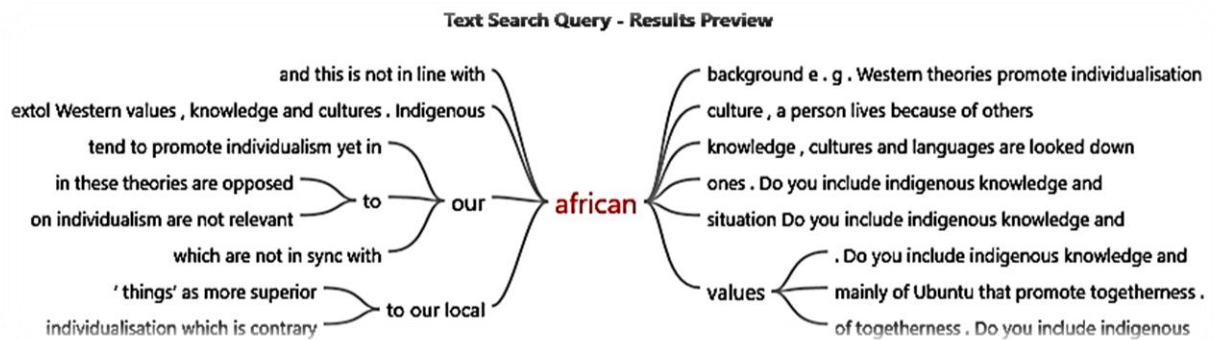 Text Search Query - Results Preview
and this is not in line with
extol Western values , knowledge and cultures . Indigenous
tend to promote individualism yet in
in these theories are opposed
on individualism are not relevant
to
which are not in sync with
our
' things' as more superior
individualisation which is contrary
to our local
african
background e . g . Western theories promote individualisation
culture , a person lives because of others
knowledge , cultures and languages are looked down
ones . Do you include indigenous knowledge and
situation Do you include indigenous knowledge and
values
. Do you include indigenous knowledge and
mainly of Ubuntu that promote togetherness .
of togetherness . Do you include indigenous